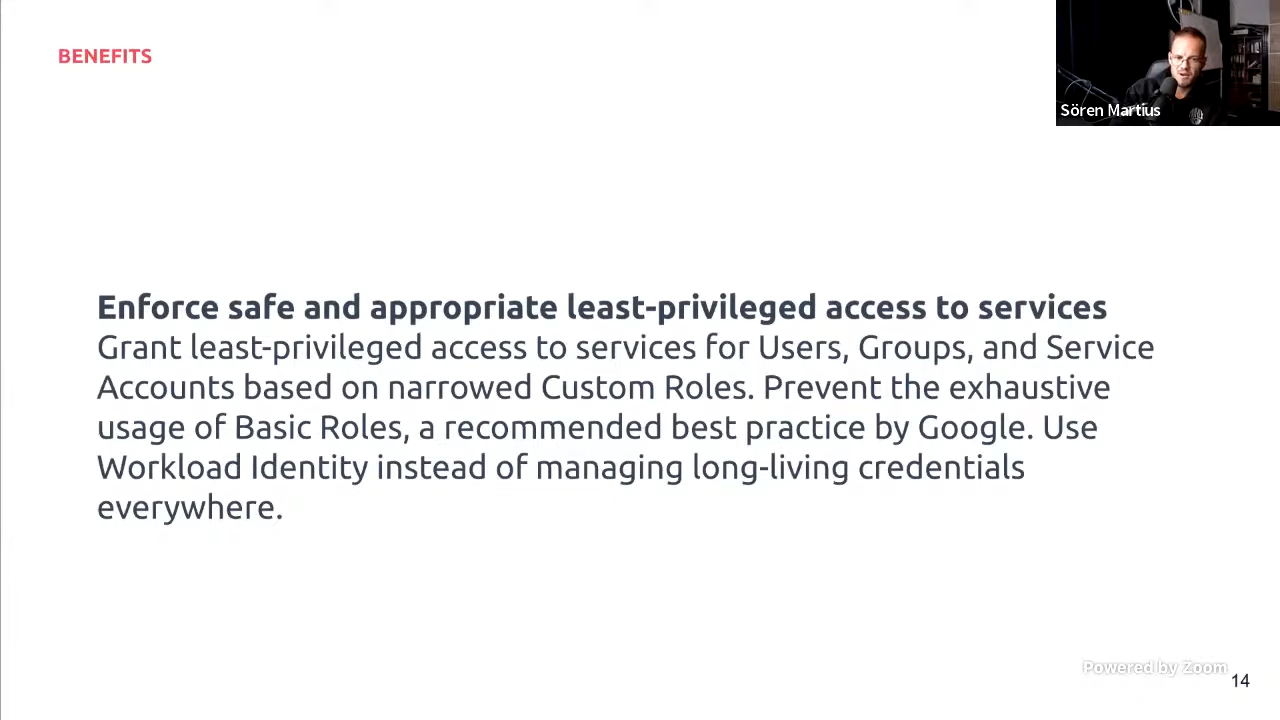 BENEFITS
Sören Martius
Enforce safe and appropriate least-privileged access to services
Grant least-privileged access to services for Users, Groups, and Service
Accounts based on narrowed Custom Roles. Prevent the exhaustive
usage of Basic Roles, a recommended best practice by Google. Use
Workload Identity instead of managing long-living credentials
everywhere.
Powered by Zoom
14